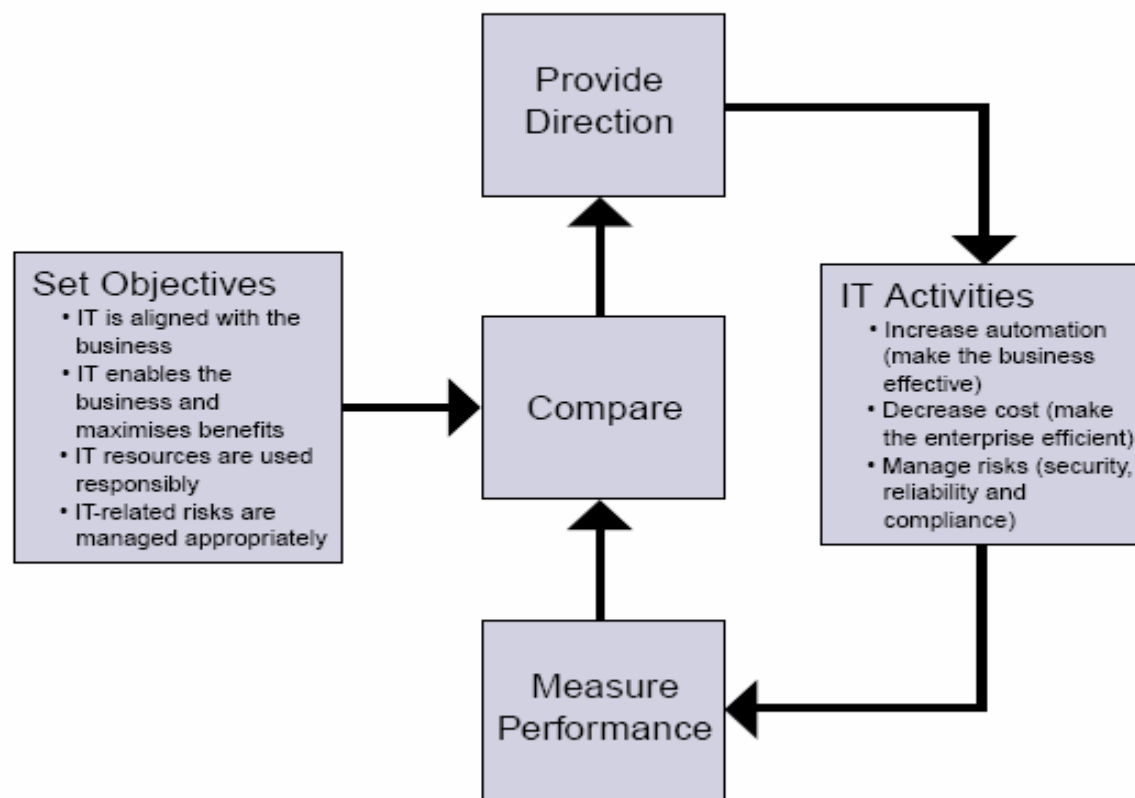 Provide
Direction
Set Objectives
• IT is aligned with the
business
• IT enables the
business and
maximises benefits
• IT resources are used
responsibly
• IT-related risks are
managed appropriately
Compare
IT Activities
• Increase automation
(make the business
effective)
• Decrease cost (make
the enterprise efficient)
• Manage risks (security,
reliability and
compliance)
Measure
Performance